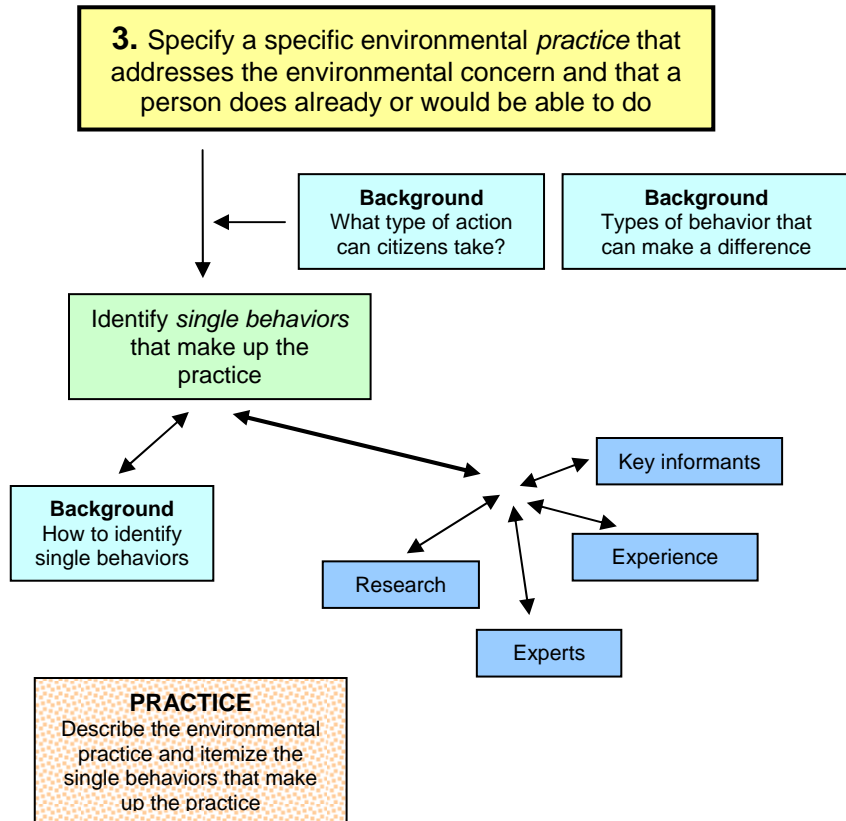 3. Specify a specific environmental practice that
addresses the environmental concern and that a
person does already or would be able to do
Background
What type of action
can citizens take?
Background
Types of behavior that
can make a difference
Identify single behaviors
that make up the
practice
Key informants
Background
How to identify
single behaviors
Experience
Research
Experts
PRACTICE
Describe the environmental
practice and itemize the
single behaviors that make
up the practice